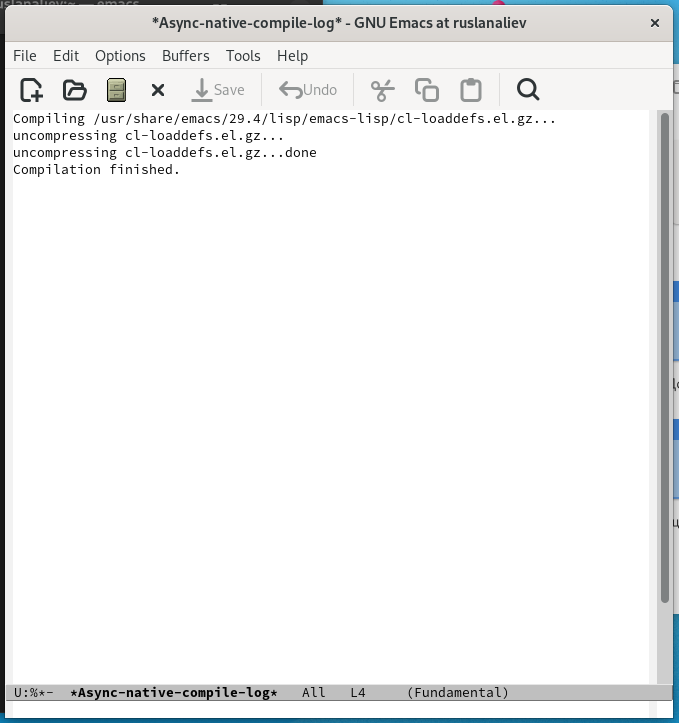 *Async-native-compile-log* - GNU Emacs at ruslanaliev
File Edit Options Buffers Tools Help
Save Undo
Compiling /usr/share/emacs/29.4/lisp/emacs-lisp/cl-loaddefs.el.gz...
uncompressing cl-loaddefs.el.gz...
uncompressing cl-loaddefs.el.gz...done
Compilation finished.
U:%*- *Async-native-compile-log* All L4 (Fundamental)